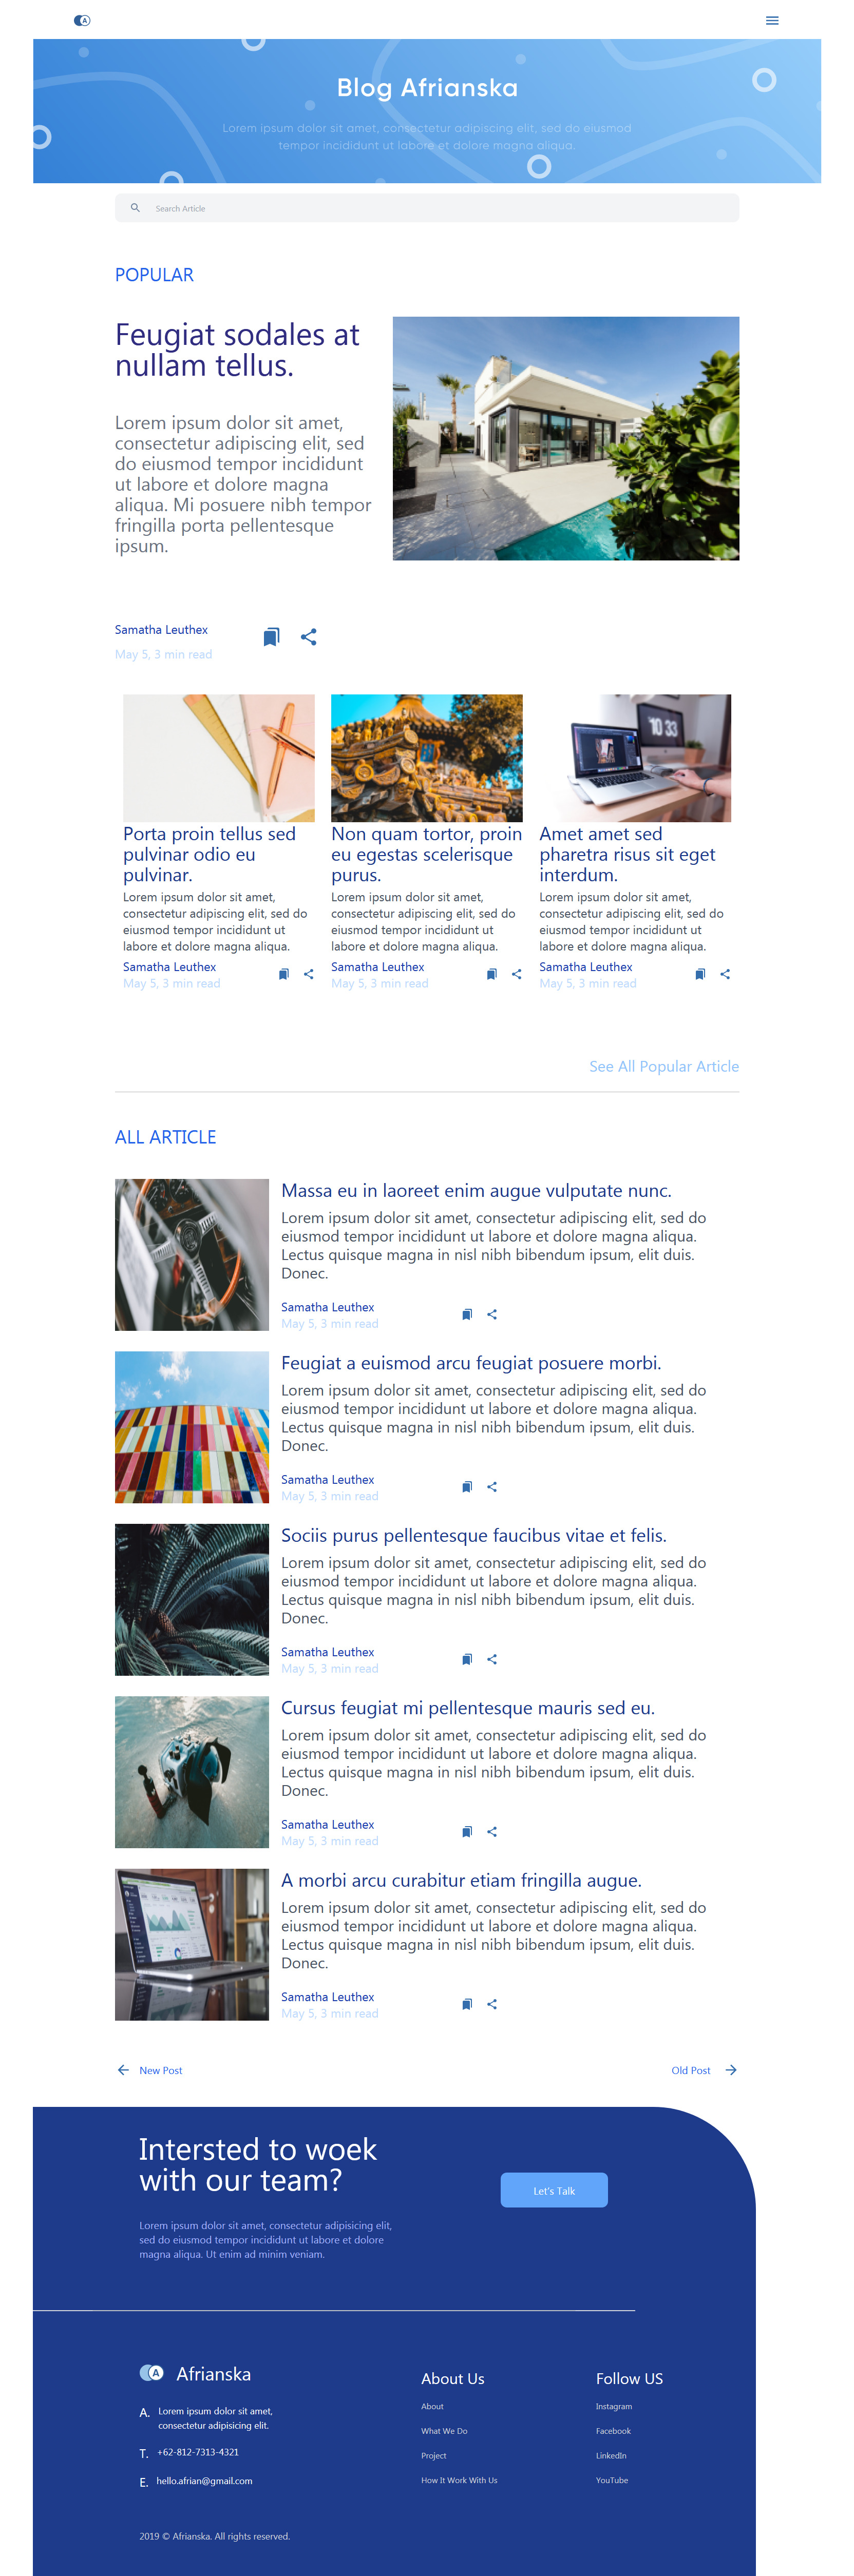 A
Blog Afrianska
Lorem ipsum dolor sit amet, consectetur adipiscing elit, sed do eiusmod
tempor incididunt ut labore et dolore magna aliqua.
Search Article
POPULAR
Feugiat sodales at
nullam tellus.
Lorem ipsum dolor sit amet,
consectetur adipiscing elit, sed
do eiusmod tempor incididunt
ut labore et dolore magna
aliqua. Mi posuere nibh tempor
fringilla porta pellentesque
ipsum.
Samatha Leuthex
May 5, 3 min read
10 33
Porta proin tellus sed
pulvinar odio eu
pulvinar.
Lorem ipsum dolor sit amet,
consectetur adipiscing elit, sed do
eiusmod tempor incididunt ut
labore et dolore magna aliqua.
Samatha Leuthex
May 5, 3 min read
Non quam tortor, proin
eu egestas scelerisque
purus.
Lorem ipsum dolor sit amet,
consectetur adipiscing elit, sed do
eiusmod tempor incididunt ut
labore et dolore magna aliqua.
Samatha Leuthex
May 5, 3 min read
Amet amet sed
pharetra risus sit eget
interdum.
Lorem ipsum dolor sit amet,
consectetur adipiscing elit, sed do
eiusmod tempor incididunt ut
labore et dolore magna aliqua.
Samatha Leuthex
May 5, 3 min read
See All Popular Article
ALL ARTICLE
Massa eu in laoreet enim augue vulputate nunc.
Lorem ipsum dolor sit amet, consectetur adipiscing elit, sed do
eiusmod tempor incididunt ut labore et dolore magna aliqua.
Lectus quisque magna in nisl nibh bibendum ipsum, elit duis.
Donec.
Samatha Leuthex
May 5, 3 min read
Feugiat a euismod arcu feugiat posuere morbi.
Lorem ipsum dolor sit amet, consectetur adipiscing elit, sed do
eiusmod tempor incididunt ut labore et dolore magna aliqua.
Lectus quisque magna in nisl nibh bibendum ipsum, elit duis.
Donec.
Samatha Leuthex
May 5, 3 min read
Sociis purus pellentesque faucibus vitae et felis.
Lorem ipsum dolor sit amet, consectetur adipiscing elit, sed do
eiusmod tempor incididunt ut labore et dolore magna aliqua.
Lectus quisque magna in nisl nibh bibendum ipsum, elit duis.
Donec.
Samatha Leuthex
May 5, 3 min read
Cursus feugiat mi pellentesque mauris sed eu.
Lorem ipsum dolor sit amet, consectetur adipiscing elit, sed do
eiusmod tempor incididunt ut labore et dolore magna aliqua.
Lectus quisque magna in nisl nibh bibendum ipsum, elit duis.
Donec.
Samatha Leuthex
May 5, 3 min read
A morbi arcu curabitur etiam fringilla augue.
Lorem ipsum dolor sit amet, consectetur adipiscing elit, sed do
eiusmod tempor incididunt ut labore et dolore magna aliqua.
Lectus quisque magna in nisl nibh bibendum ipsum, elit duis.
Donec.
Samatha Leuthex
May 5, 3 min read
New Post
Old Post
Intersted to woek
with our team?
Lorem ipsum dolor sit amet, consectetur adipisicing elit,
sed do eiusmod tempor incididunt ut labore et dolore
magna aliqua. Ut enim ad minim veniam.
Let's Talk
A Afrianska
A. Lorem ipsum dolor sit amet,
consectetur adipisicing elit.
T. +62-812-7313-4321
E. hello.afrian@gmail.com
About Us
About
What We Do
Project
How It Work With Us
Follow US
Instagram
Facebook
LinkedIn
YouTube
2019 © Afrianska. All rights reserved.